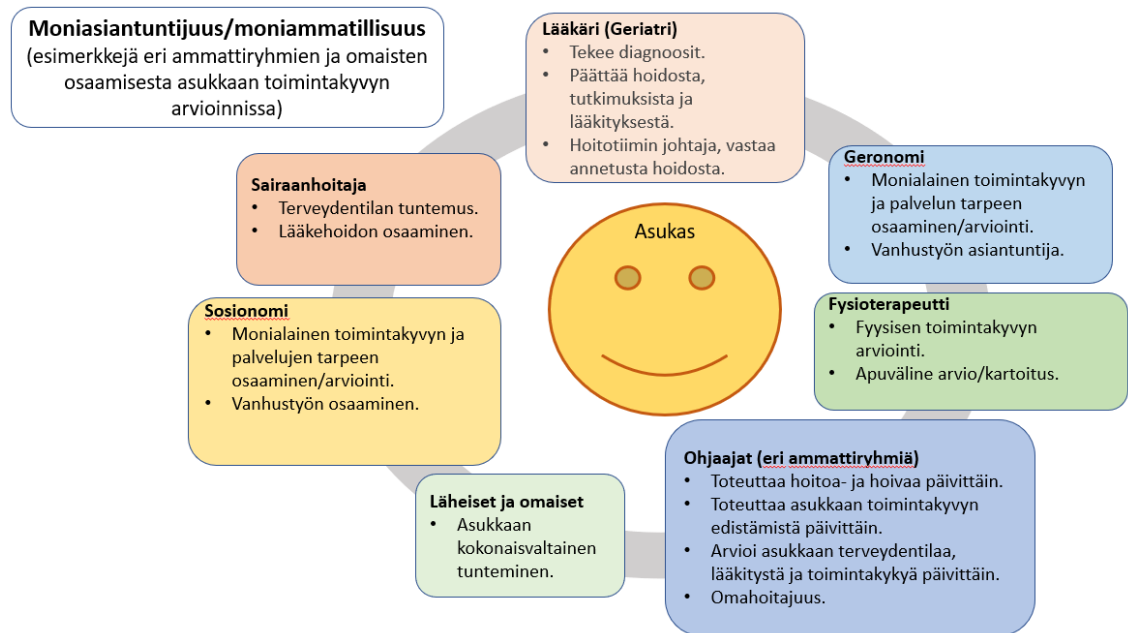 Moniasiantuntijuus/moniammatillisuus
(esimerkkejä eri ammattiryhmien ja omaisten
osaamisesta asukkaan toimintakyvyn
arvioinnissa)
Lääkäri (Geriatri)
• Tekee diagnoosit.
• Päättää hoidosta,
tutkimuksista ja
lääkityksestä.
• Hoitotiimin johtaja, vastaa
annetusta hoidosta.
Geronomi
• Monialainen toimintakyvyn
ja palvelun tarpeen
osaaminen/arviointi.
• Vanhustyön asiantuntija.
Sairaanhoitaja
• Terveydentilan tuntemus.
• Lääkehoidon osaaminen.
Asukas
Fysioterapeutti
• Fyysisen toimintakyvyn
arviointi.
• Apuväline arvio/kartoitus.
Sosionomi
• Monialainen toimintakyvyn ja
palvelujen tarpeen
osaaminen/arviointi.
• Vanhustyön osaaminen.
Ohjaajat (eri ammattiryhmiä)
• Toteuttaa hoitoa- ja hoivaa päivittäin.
• Toteuttaa asukkaan toimintakyvyn
edistämistä päivittäin.
• Arvioi asukkaan terveydentilaa,
lääkitystä ja toimintakykyä päivittäin.
• Omahoitajuus.
Läheiset ja omaiset
• Asukkaan
kokonaisvaltainen
tunteminen.